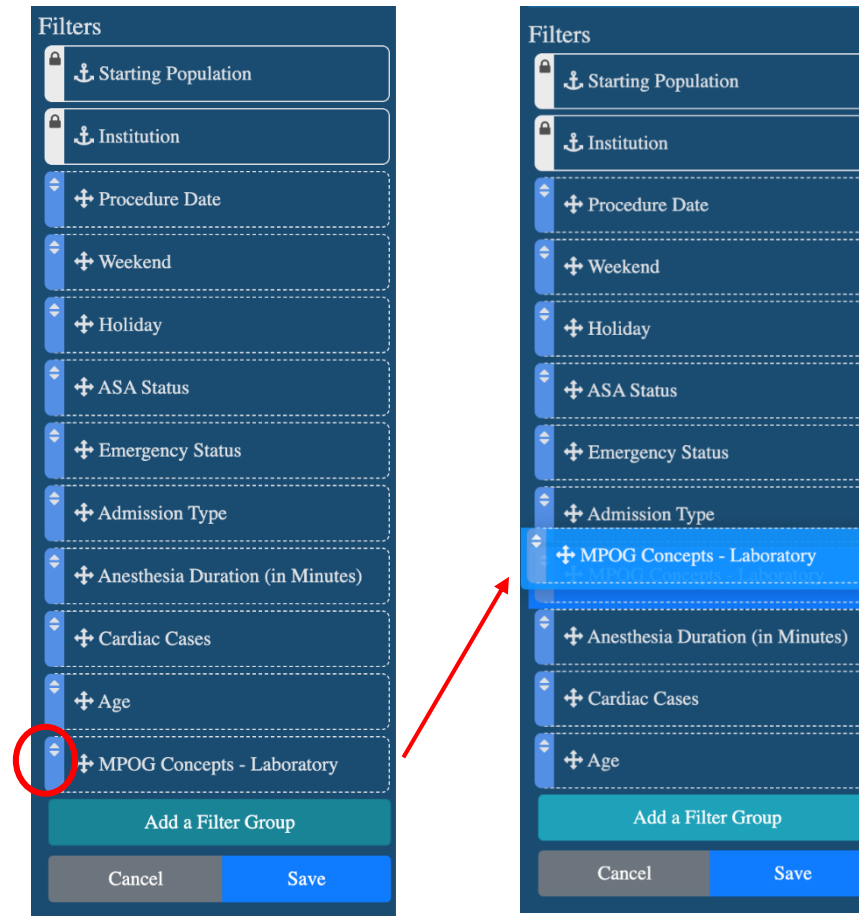 Filters
Starting Population
Institution
Procedure Date
Weekend
Holiday
ASA Status
Emergency Status
Admission Type
Anesthesia Duration (in Minutes)
Cardiac Cases
Age
MPOG Concepts - Laboratory
Add a Filter Group
Cancel
Save
Filters
Starting Population
Institution
Procedure Date
Weekend
Holiday
ASA Status
Emergency Status
Admission Type
MPOG Concepts - Laboratory
MPOG Concepts - Laboratory
Anesthesia Duration (in Minutes)
Cardiac Cases
Age
Add a Filter Group
Cancel
Save